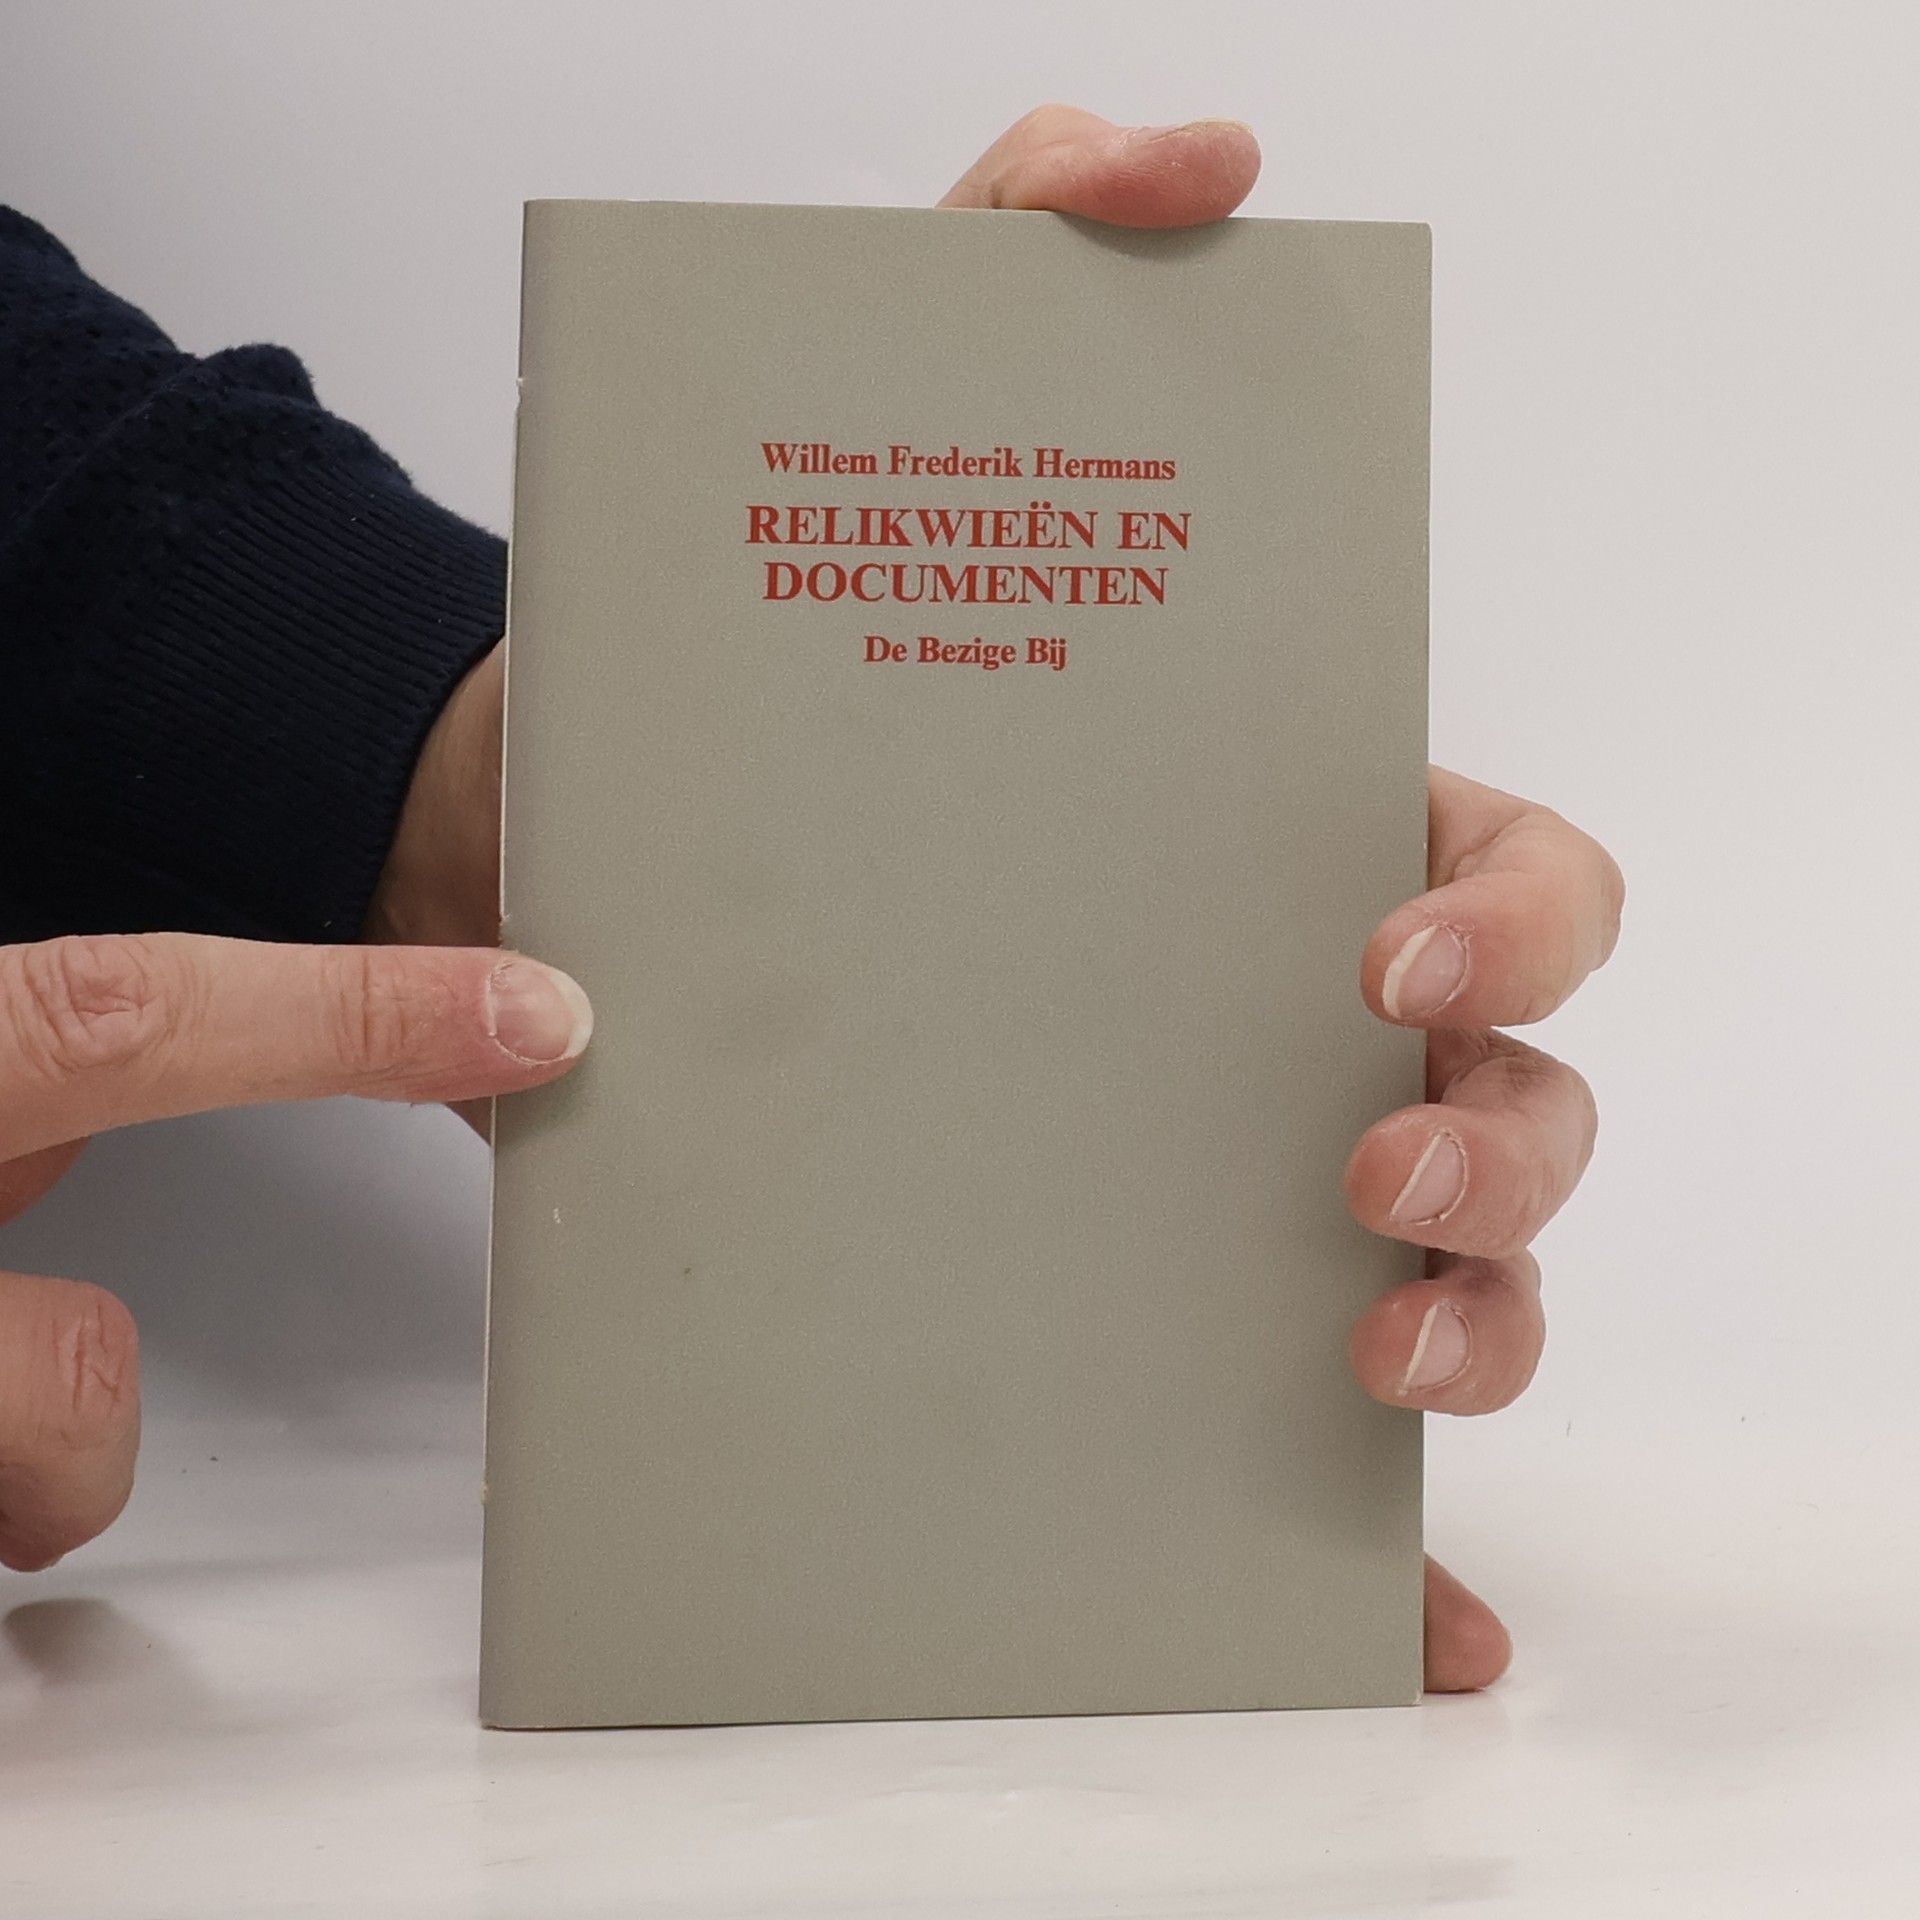 Willem Frederik Hermans
RELIKWIEËN EN
DOCUMENTEN
De Bezige Bij